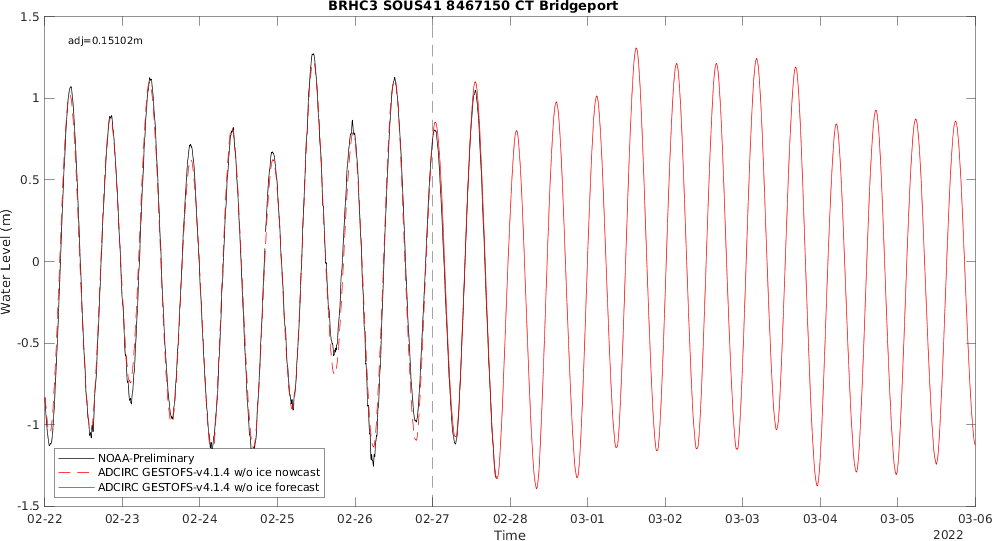 BRHC3 SOUS41 8467150 CT Bridgeport
adj=0.15102m
1.5
1
0.5
0
-0.5
-1
-1.5
Water Level (m)
NOAA-Preliminary
ADCIRC GESTOFS-v4.1.4 w/o ice nowcast
ADCIRC GESTOFS-v4.1.4 w/o ice forecast
02-22 02-23 02-24 02-25 02-26 02-27 02-28 03-01 03-02 03-03 03-04 03-05 03-06
Time
2022